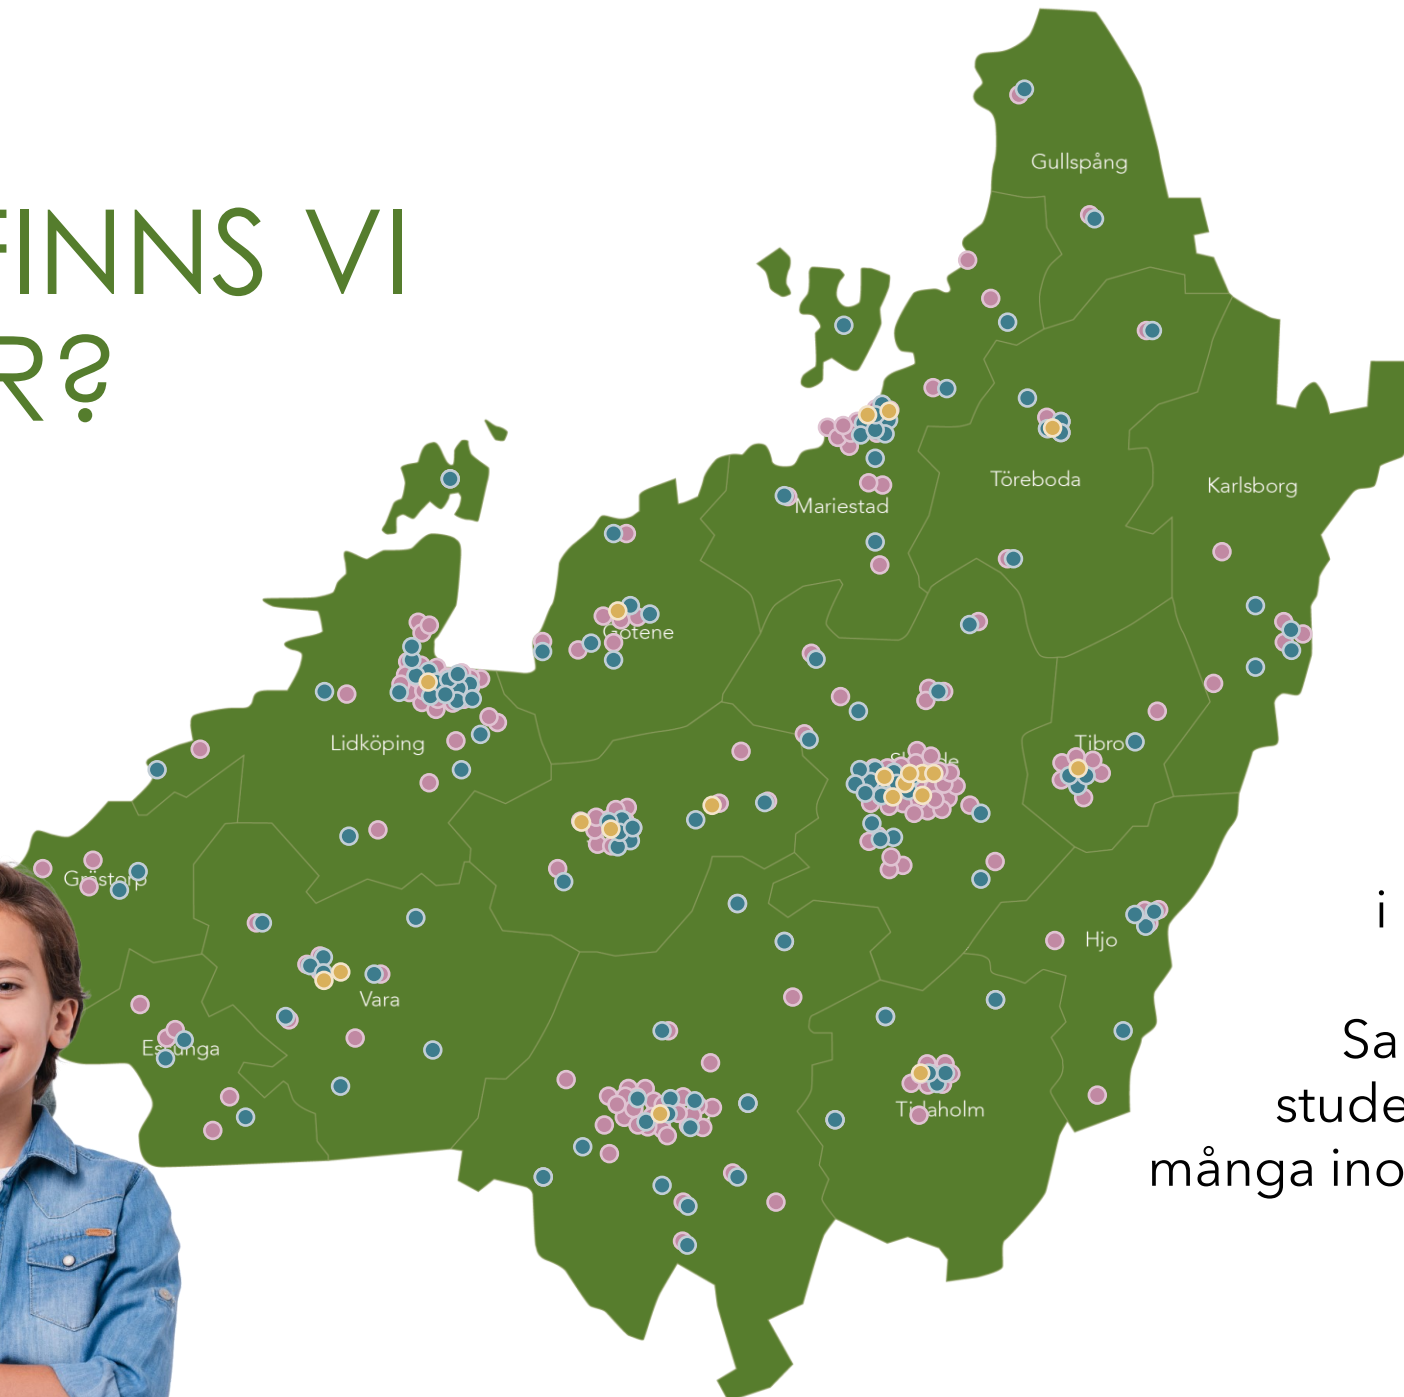 FINNS VI
R?
Gullspång
Töreboda
Karlsborg
Mariestad
Götene
Lidköping
Tibro
Grästorp
i
Hjo
Vara
Sa
Essunga
stude
Tidaholm
många ino